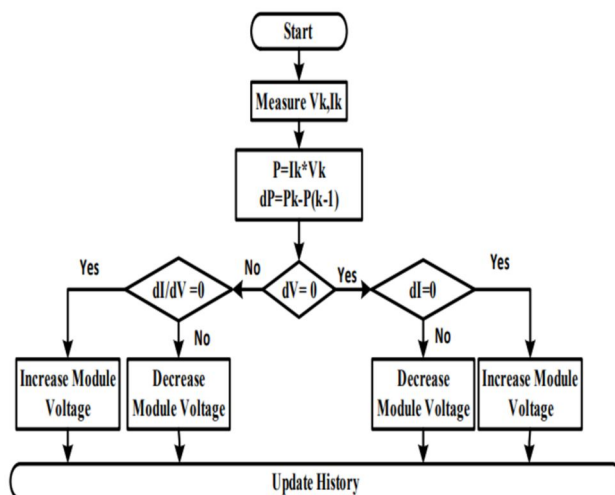 Start
Measure Vk,Ik
P=Ik*Vk
dP=Pk-P(k-1)
Yes
No
Yes
Yes
dI/dV =0
dV= 0
dI=0
No
No
Increase Module
Voltage
Decrease
Module Voltage
Decrease
Module Voltage
Increase Module
Voltage
Update History